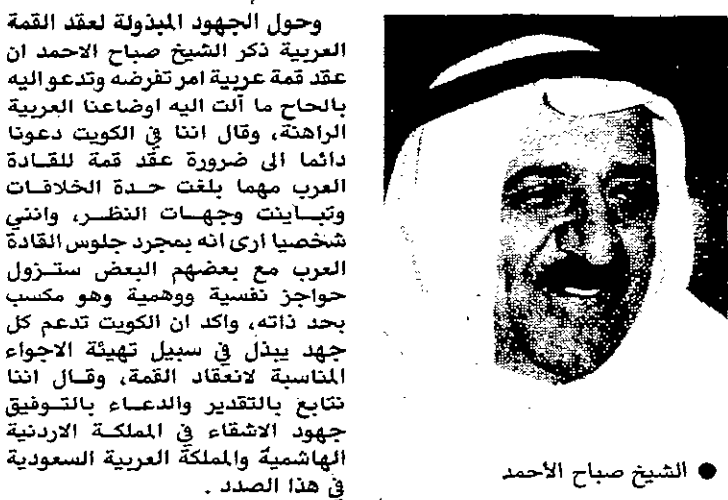 وحول الجهود المبذولة لعقد القمة
العربية ذكر الشيخ صباح الاحمد ان
عقد قمة عربية امر تفرضه وتدعو اليه
بالحاح ما آلت اليه اوضاعنا العربية
الراهنة، وقال اننا في الكويت دعونا
دائما الى ضرورة عقد قمة للقادة
العرب مهما بلغت حدة الخلافات
وتباينت وجهات النظر، وانني
شخصيا ارى انه بمجرد جلوس القادة
العرب مع بعضهم البعض ستزول
حواجز نفسية ووهمية وهو مكسب
بحد ذاته، واكد ان الكويت تدعم كل
جهد يبذل في سبيل تهيئة الاجواء
المناسبة لانعقاد القمة، وقال اننا
نتابع بالتقدير والدعاء بالتوفيق
جهود الاشقاء في المملكة الاردنية
الهاشمية والمملكة العربية السعودية
في هذا الصدد .
● الشيخ صباح الأحمد